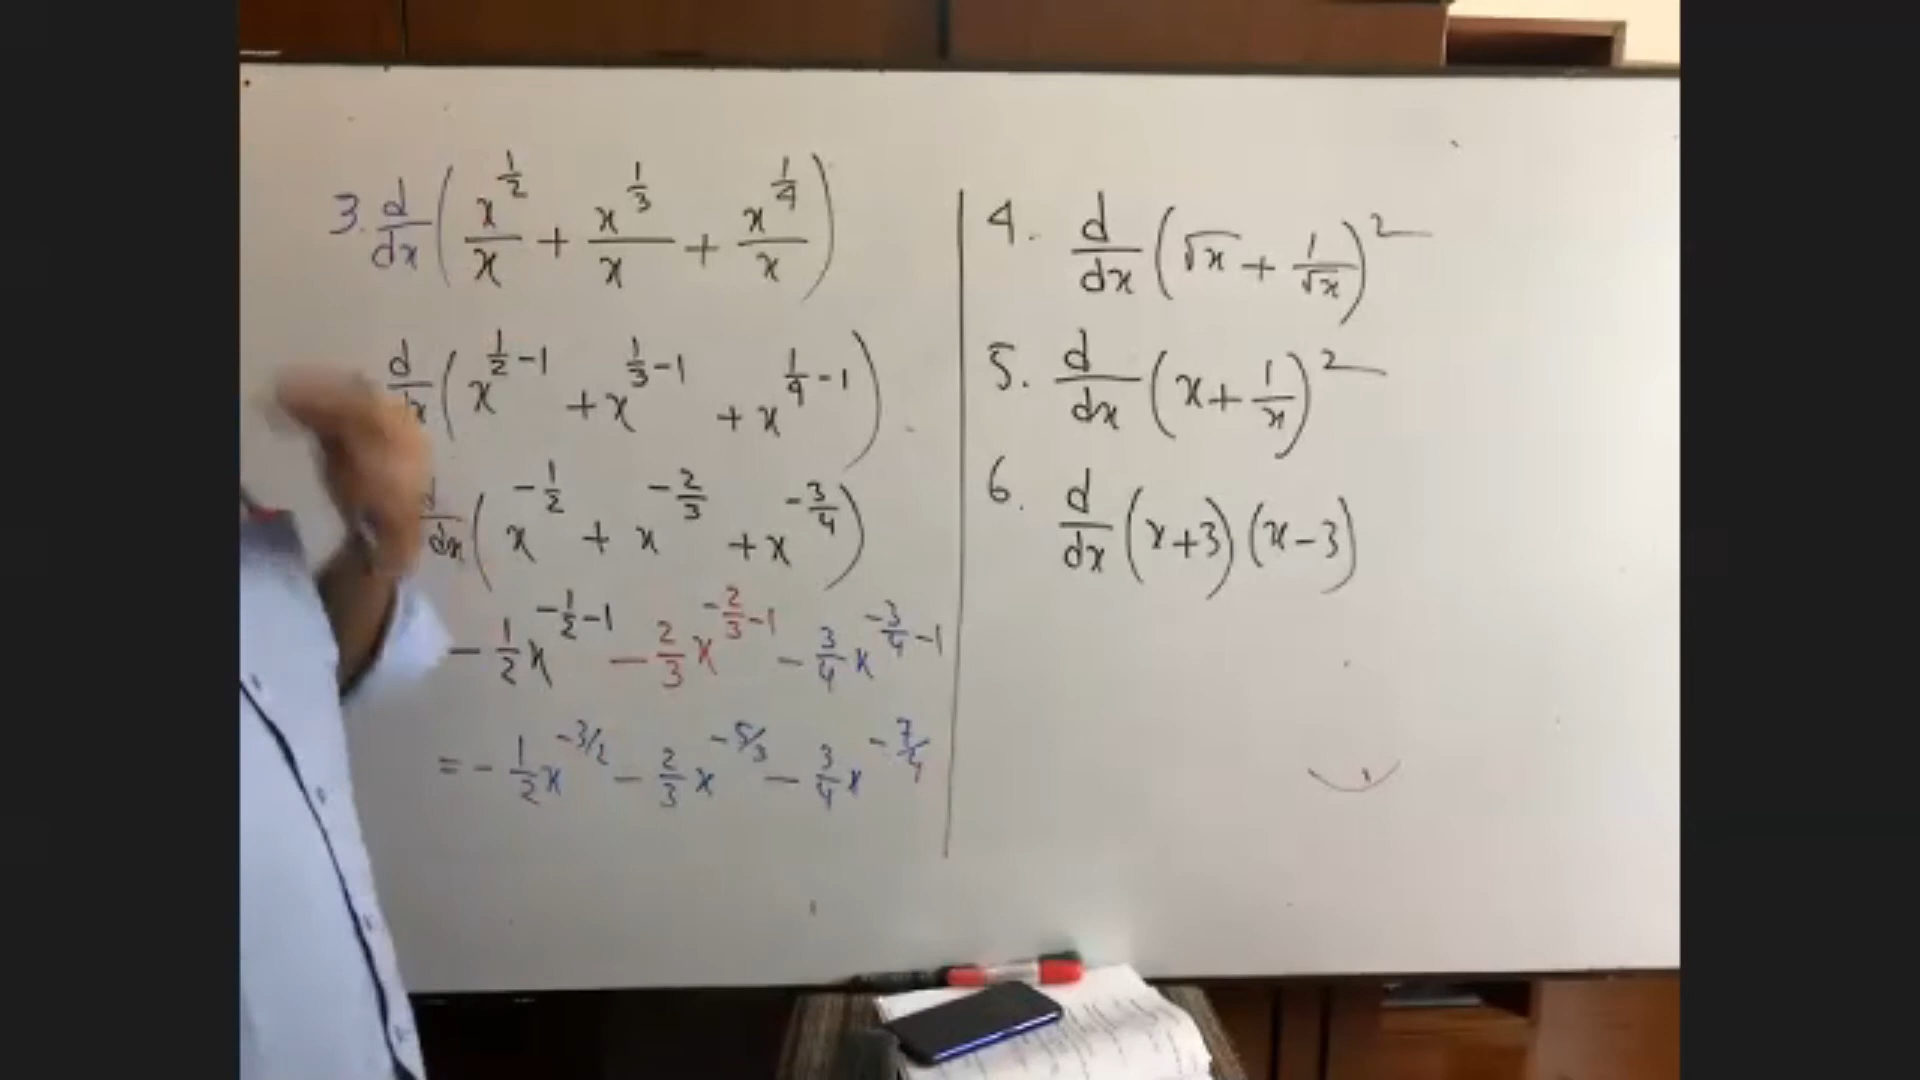 3. d/dx ( x^{1/2}/x + x^{1/3}/x + x^{1/4}/x )
d/dx ( x^{1/2 -1} + x^{1/3 -1} + x^{1/4 -1} )
d/dx ( x^{-1/2} + x^{-2/3} + x^{-3/4} )
- 1/2 x^{-1/2 -1} - 2/3 x^{-2/3 -1} - 3/4 x^{-3/4 -1}
= - 1/2 x^{-3/2} - 2/3 x^{-5/3} - 3/4 x^{-7/4}
4. d/dx ( √x + 1/√x )^2
5. d/dx ( x + 1/x )^2
6. d/dx (x+3) (x-3)